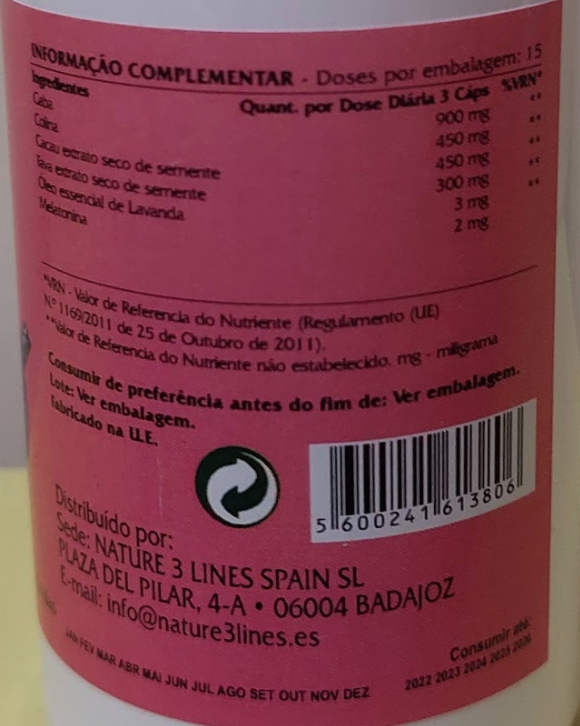 INFORMAÇÃO COMPLEMENTAR - Doses por embalagem: 15
Ingredientes Quant. por Dose Diária 3 Cáps %VRN*
Gaba 900 mg **
Colina 450 mg **
Cacau extrato seco de semente 450 mg **
Fava extrato seco de semente 300 mg **
Óleo essencial de Lavanda 3 mg
Melatonina 2 mg
*VRN - Valor de Referencia do Nutriente (Regulamento (UE)
N.º 1169/2011 de 25 de Outubro de 2011).
**Valor de Referencia do Nutriente não estabelecido. mg - miligrama
Consumir de preferência antes do fim de: Ver embalagem.
Lote: Ver embalagem.
Fabricado na U.E.
5 600241 613806
Distribuído por:
Sede: NATURE 3 LINES SPAIN SL
PLAZA DEL PILAR, 4-A • 06004 BADAJOZ
E-mail: info@nature3lines.es
Consumir até:
JAN FEV MAR ABR MAI JUN JUL AGO SET OUT NOV DEZ 2022 2023 2024 2025 2026